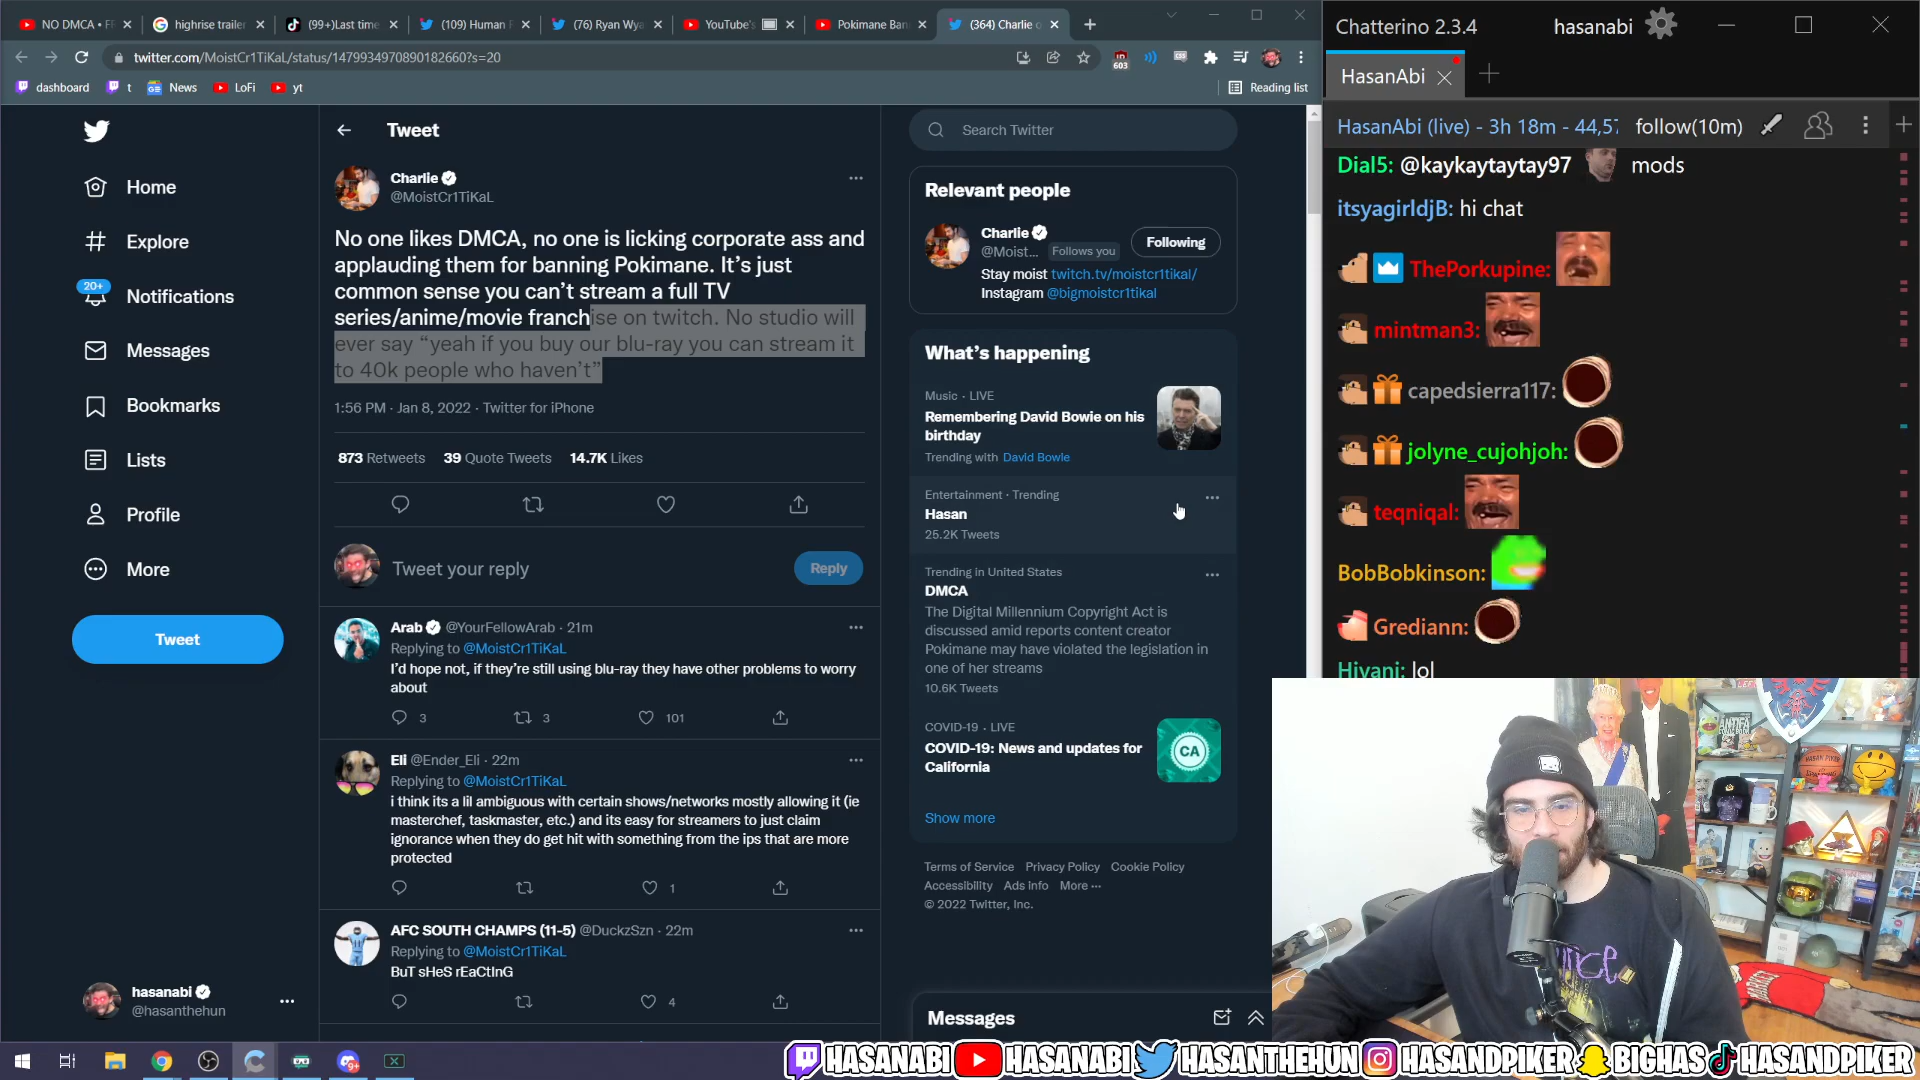 NO DMCA • FF
highrise trailer
(99+)Last time
(109) Human R
(76) Ryan Wya
YouTube's
Pokimane Ban
(364) Charlie o
twitter.com/MoistCr1TiKaL/status/1479934970890182660?s=20
603
dashboard
t
News
LoFi
yt
Reading list
Home
Explore
20+
Notifications
Messages
Bookmarks
Lists
Profile
More
Tweet
hasanabi
@hasanthehun
Tweet
Charlie
@MoistCr1TiKaL
No one likes DMCA, no one is licking corporate ass and
applauding them for banning Pokimane. It's just
common sense you can't stream a full TV
series/anime/movie franchise on twitch. No studio will
ever say “yeah if you buy our blu-ray you can stream it
to 40k people who haven't”
1:56 PM · Jan 8, 2022 · Twitter for iPhone
873 Retweets 39 Quote Tweets 14.7K Likes
Tweet your reply
Reply
Arab @YourFellowArab · 21m
Replying to @MoistCr1TiKaL
I'd hope not, if they're still using blu-ray they have other problems to worry
about
3 3 101
Eli @Ender_Eli · 22m
Replying to @MoistCr1TiKaL
i think its a lil ambiguous with certain shows/networks mostly allowing it (ie
masterchef, taskmaster, etc.) and its easy for streamers to just claim
ignorance when they do get hit with something from the ips that are more
protected
1
AFC SOUTH CHAMPS (11-5) @DuckzSzn · 22m
Replying to @MoistCr1TiKaL
BuT sHeS rEaCtInG
4
Search Twitter
Relevant people
Charlie
@Moist... Follows you
Following
Stay moist twitch.tv/moistcr1tikal/
Instagram @bigmoistcr1tikal
What's happening
Music · LIVE
Remembering David Bowie on his
birthday
Trending with David Bowie
Entertainment · Trending
Hasan
25.2K Tweets
Trending in United States
DMCA
The Digital Millennium Copyright Act is
discussed amid reports content creator
Pokimane may have violated the legislation in
one of her streams
10.6K Tweets
COVID-19 · LIVE
COVID-19: News and updates for
California
CA
Show more
Terms of Service Privacy Policy Cookie Policy
Accessibility Ads Info More ···
© 2022 Twitter, Inc.
Messages
Chatterino 2.3.4
hasanabi
HasanAbi
HasanAbi (live) - 3h 18m - 44,57
follow(10m)
Dial5: @kaykaytaytay97 mods
itsyagirldjB: hi chat
ThePorkupine:
mintman3:
capedsierra117:
jolyne_cujohjoh:
teqniqal:
BobBobkinson:
Grediann:
Hiyani: lol
ANTIFA
HASANABI HASANABI HASANTHEHUN HASANDPIKER BIGHAS HASANDPIKER